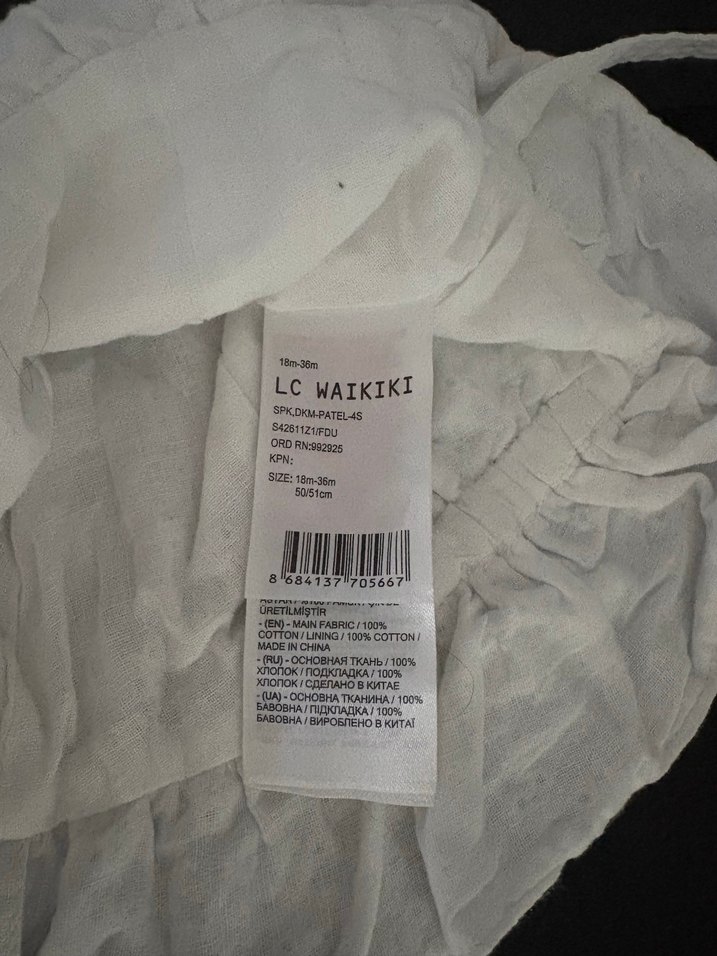 18m-36m
LC WAIKIKI
SPK,DKM-PATEL-4S
S42611Z1/FDU
ORD RN:992925
KPN:
SIZE: 18m-36m
50/51cm
8 684137 705667
ÜRETİLMİŞTİR
- (EN) - MAIN FABRIC / 100%
COTTON / LINING / 100% COTTON /
MADE IN CHINA
- (RU) - ОСНОВНАЯ ТКАНЬ / 100%
ХЛОПОК / ПОДКЛАДКА / 100%
ХЛОПОК / СДЕЛАНО В КИТАЕ
- (UA) - ОСНОВНА ТКАНИНА / 100%
БАВОВНА / ПІДКЛАДКА / 100%
БАВОВНА / ВИРОБЛЕНО В КИТАЇ